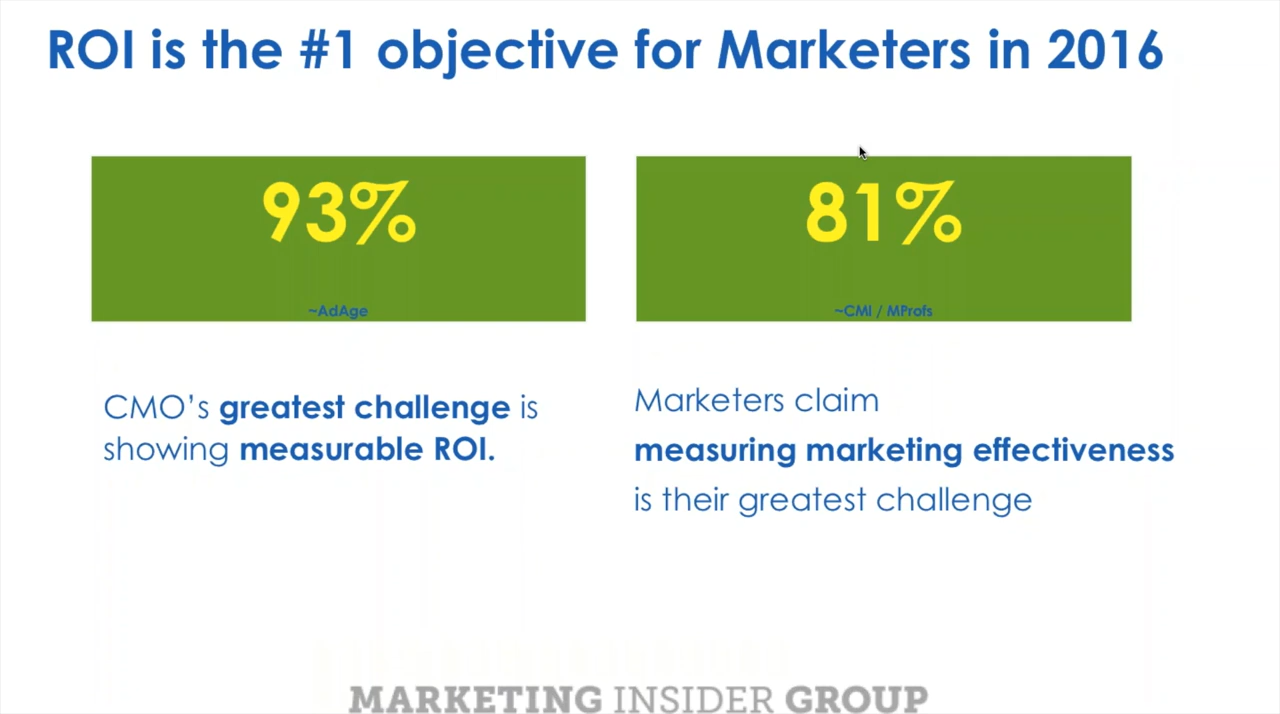 ROI is the #1 objective for Marketers in 2016
93%
~AdAge
81%
~CMI / MProfs
CMO's greatest challenge is
showing measurable ROI.
Marketers claim
measuring marketing effectiveness
is their greatest challenge
MARKETING INSIDER GROUP